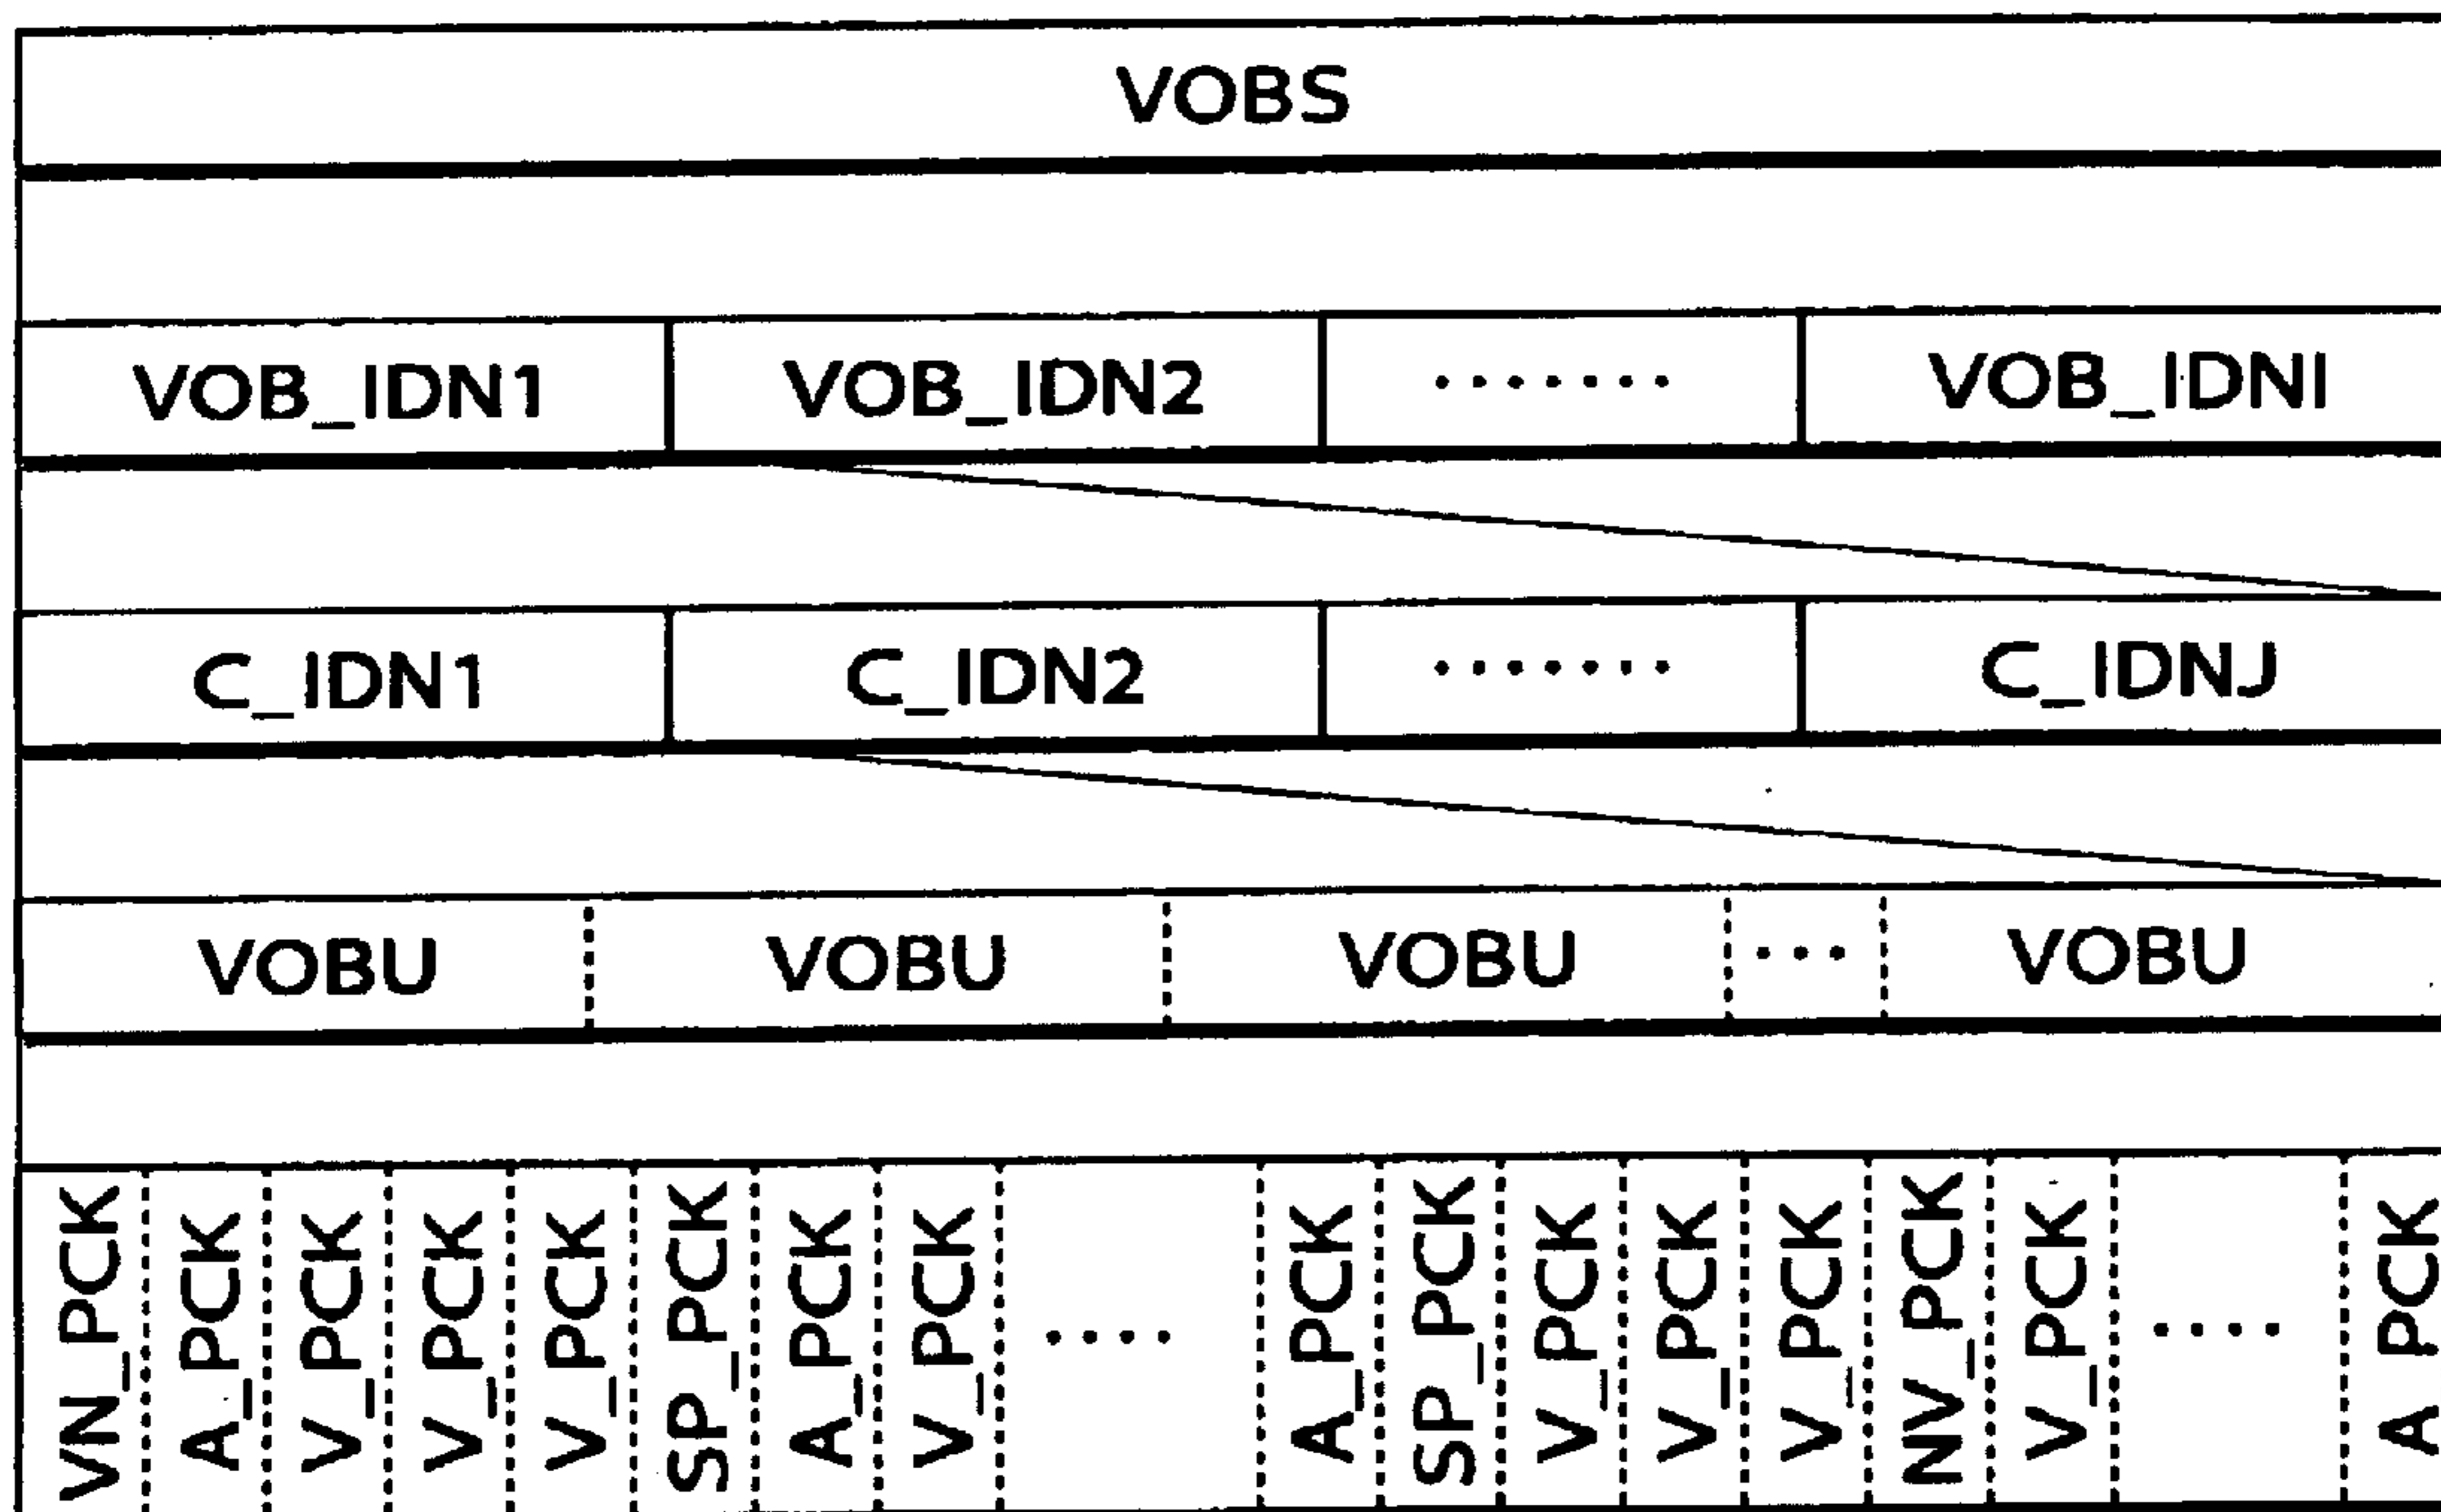 VOBS
VOB_IDN1 VOB_IDN2 ······· VOB_IDNI
C_IDN1 C_IDN2 ······· C_IDNJ
VOBU VOBU VOBU ··· VOBU
VN_PCK A_PCK V_PCK V_PCK V_PCK SP_PCK A_PCK V_PCK ···· A_PCK SP_PCK V_PCK V_PCK V_PCK NV_PCK V_PCK ···· A_PCK